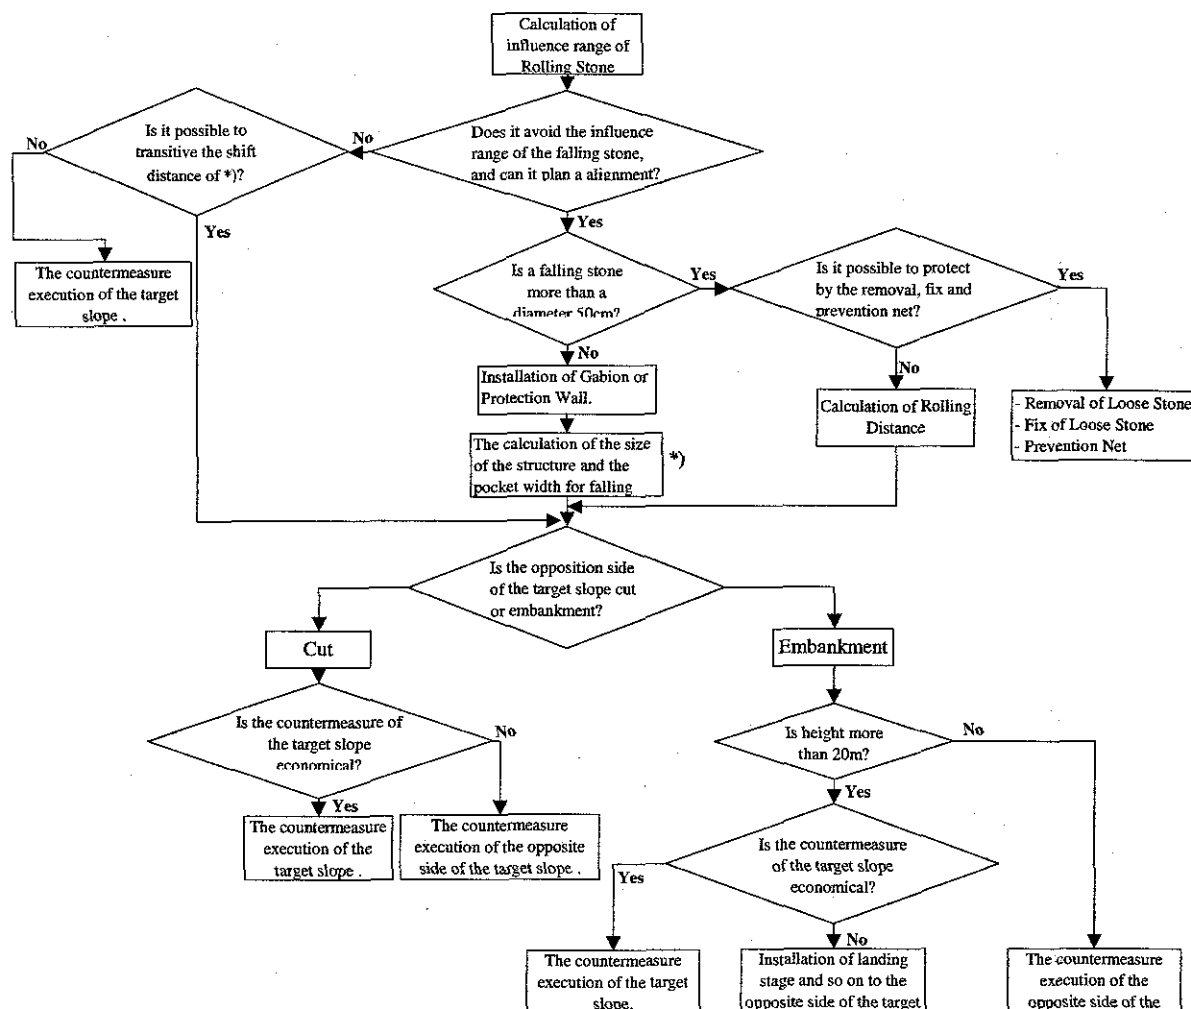 Calculation of
influence range of
Rolling Stone
Is it possible to
transitive the shift
distance of *)?
No
No
Does it avoid the influence
range of the falling stone,
and can it plan a alignment?
Yes
Yes
The countermeasure
execution of the target
slope .
Is a falling stone
more than a
diameter 50cm?
Yes
No
Is it possible to protect
by the removal, fix and
prevention net?
Yes
No
Installation of Gabion or
Protection Wall.
The calculation of the size
of the structure and the
pocket width for falling
*)
Calculation of Rolling
Distance
- Removal of Loose Stone
- Fix of Loose Stone
- Prevention Net
Is the opposition side
of the target slope cut
or embankment?
Cut
Embankment
Is the countermeasure of
the target slope
economical?
No
Yes
Is height more
than 20m?
No
Yes
The countermeasure
execution of the
target slope .
The countermeasure
execution of the opposite
side of the target slope .
Is the countermeasure
of the target slope
economical?
Yes
No
The countermeasure
execution of the target
slope.
Installation of landing
stage and so on to the
opposite side of the target
The countermeasure
execution of the
opposite side of the